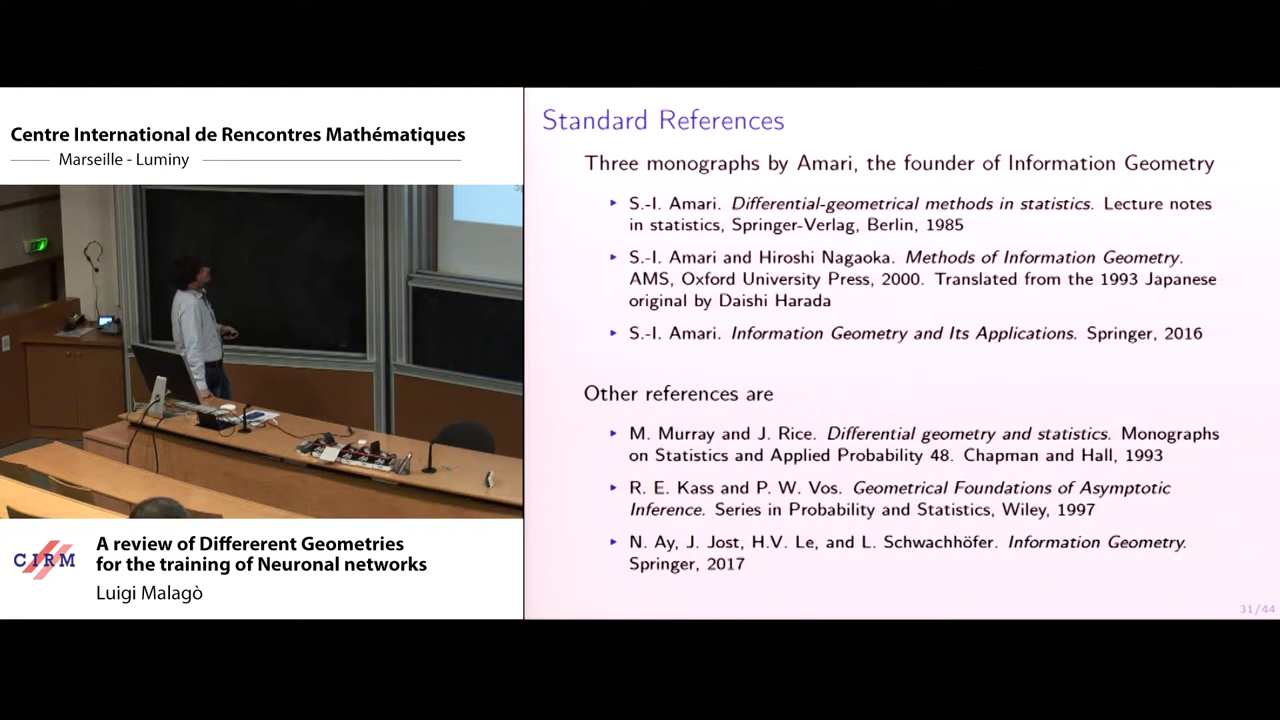 Centre International de Rencontres Mathématiques
Marseille - Luminy
CIRM
A review of Differerent Geometries
for the training of Neuronal networks
Luigi Malagò
Standard References
Three monographs by Amari, the founder of Information Geometry
S.-I. Amari. Differential-geometrical methods in statistics. Lecture notes
in statistics, Springer-Verlag, Berlin, 1985
S.-I. Amari and Hiroshi Nagaoka. Methods of Information Geometry.
AMS, Oxford University Press, 2000. Translated from the 1993 Japanese
original by Daishi Harada
S.-I. Amari. Information Geometry and Its Applications. Springer, 2016
Other references are
M. Murray and J. Rice. Differential geometry and statistics. Monographs
on Statistics and Applied Probability 48. Chapman and Hall, 1993
R. E. Kass and P. W. Vos. Geometrical Foundations of Asymptotic
Inference. Series in Probability and Statistics, Wiley, 1997
N. Ay, J. Jost, H.V. Le, and L. Schwachhöfer. Information Geometry.
Springer, 2017
31/44